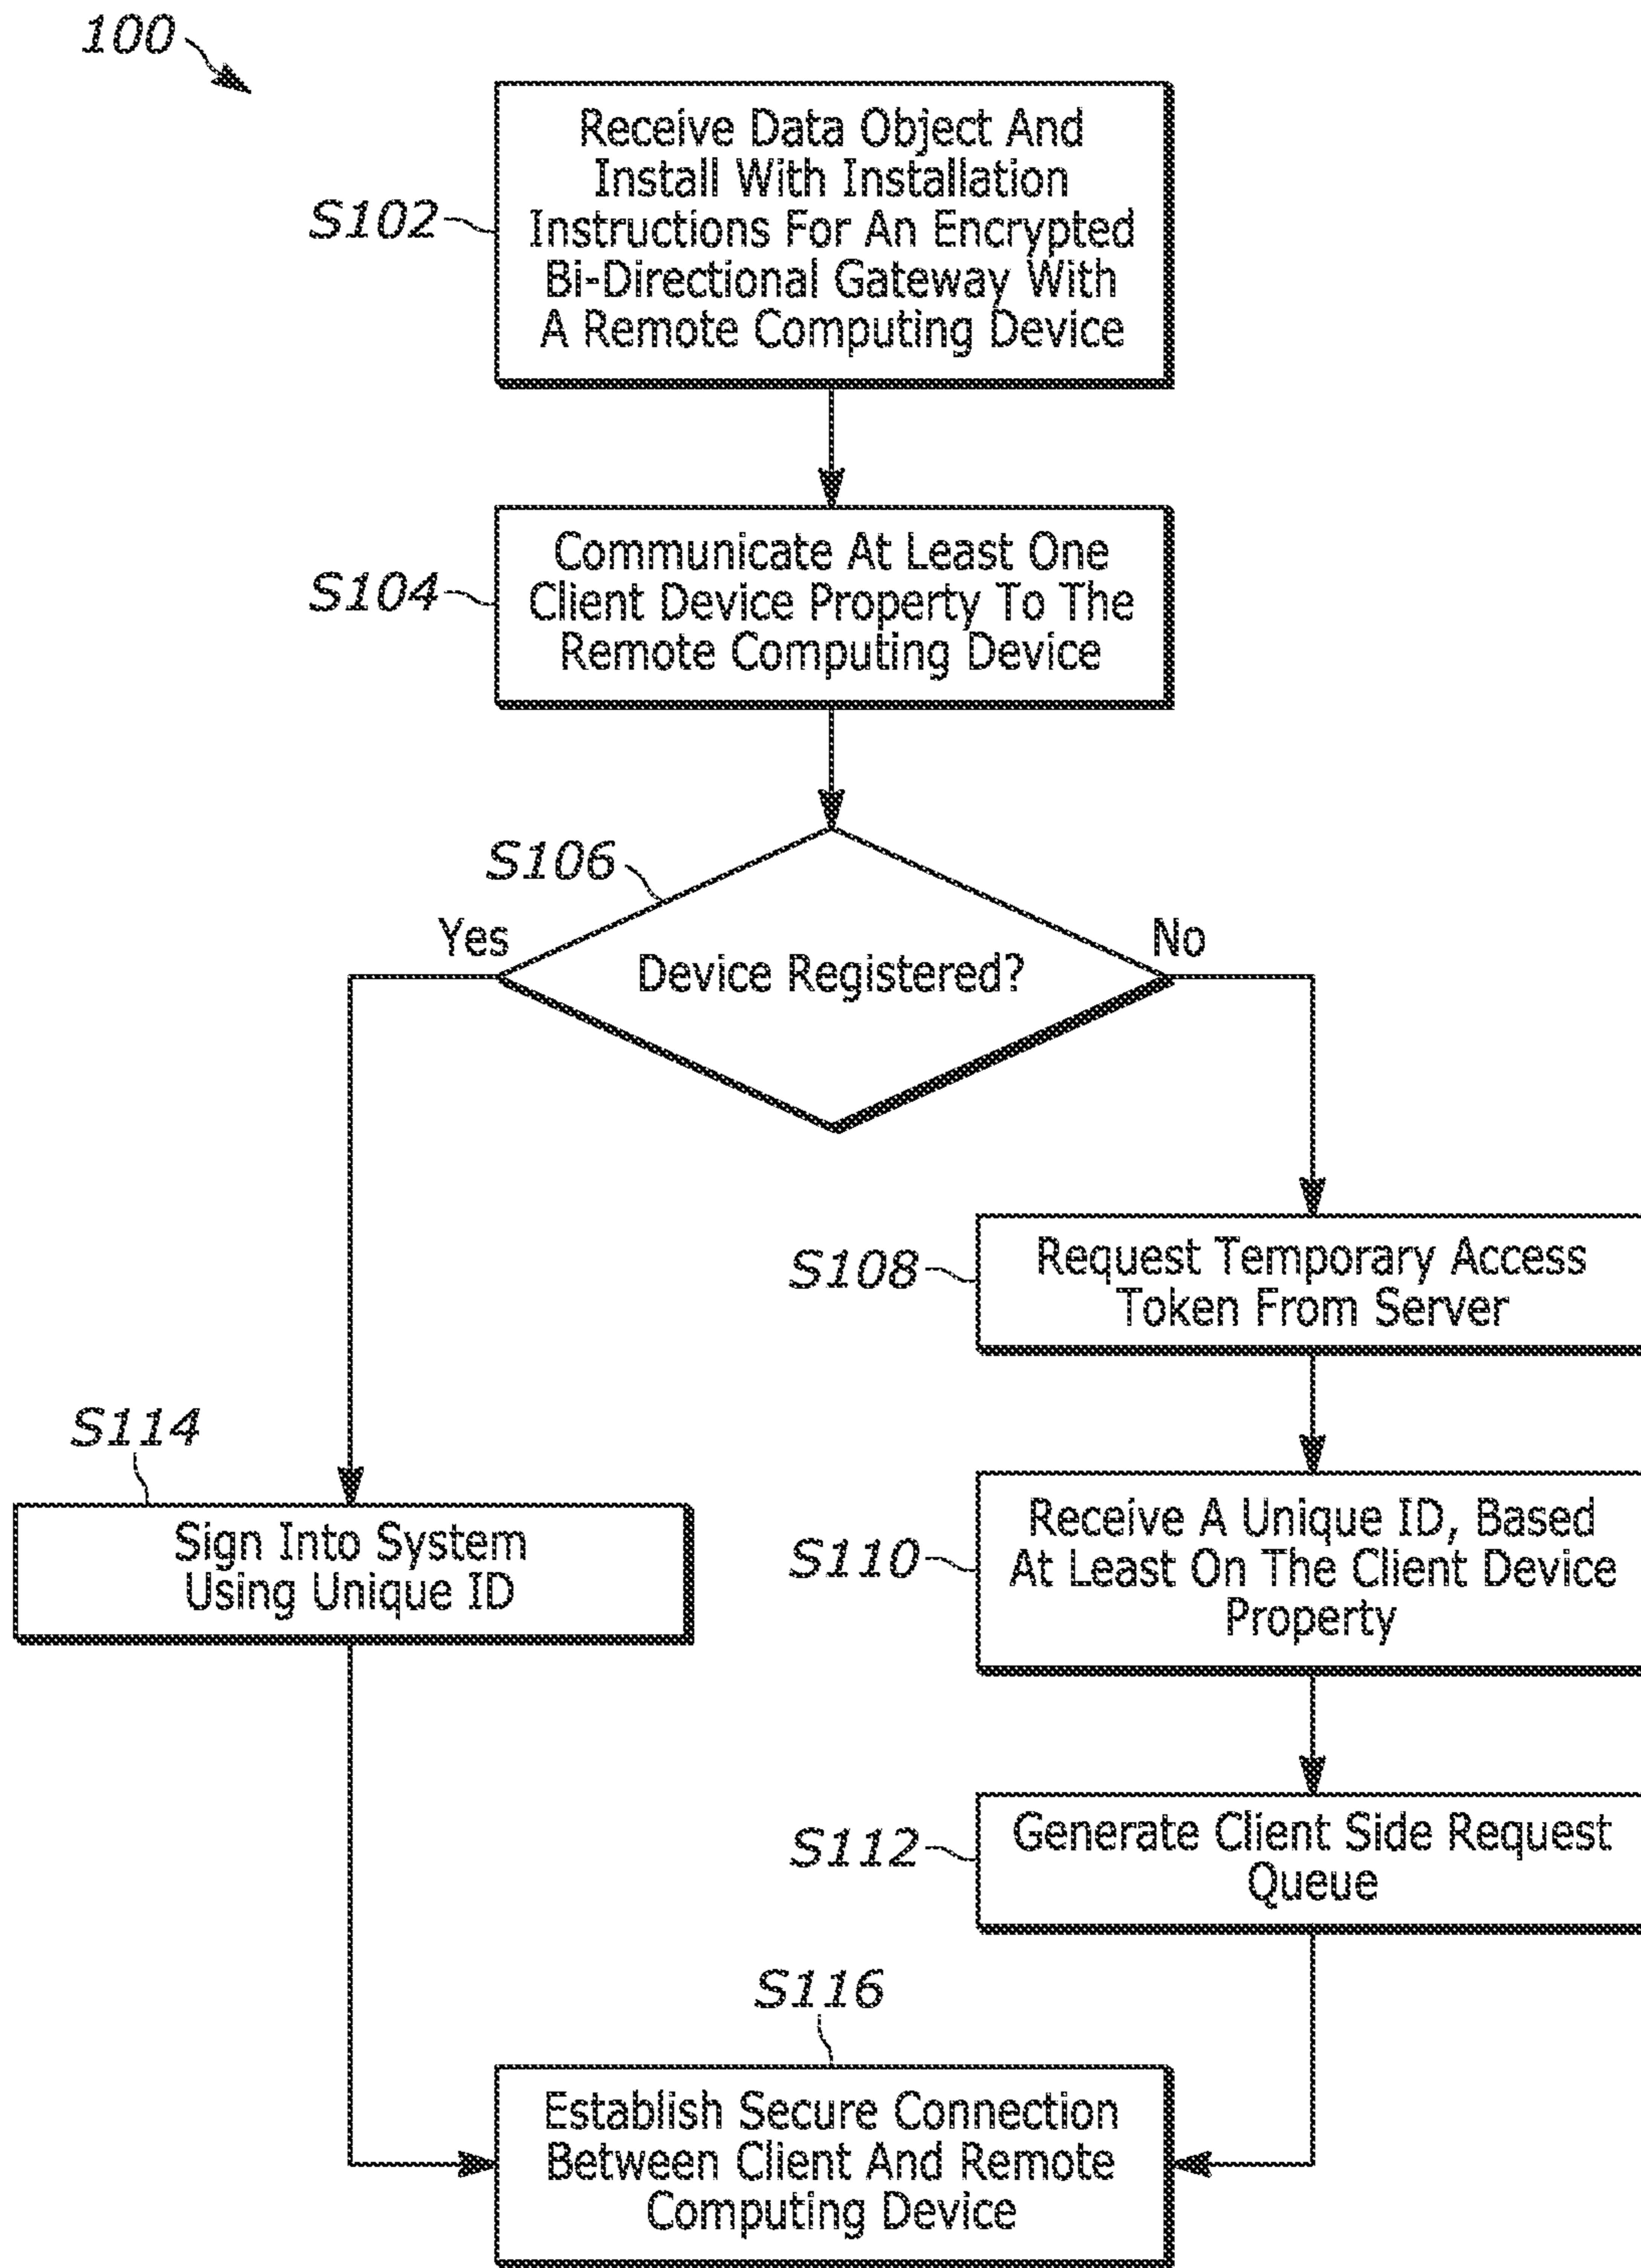 100
Receive Data Object And
Install With Installation
Instructions For An Encrypted
Bi-Directional Gateway With
A Remote Computing Device
S102
Communicate At Least One
Client Device Property To The
Remote Computing Device
S104
S106
Yes
No
Device Registered?
S108
Request Temporary Access
Token From Server
S114
Sign Into System
Using Unique ID
S110
Receive A Unique ID, Based
At Least On The Client Device
Property
S112
Generate Client Side Request
Queue
S116
Establish Secure Connection
Between Client And Remote
Computing Device